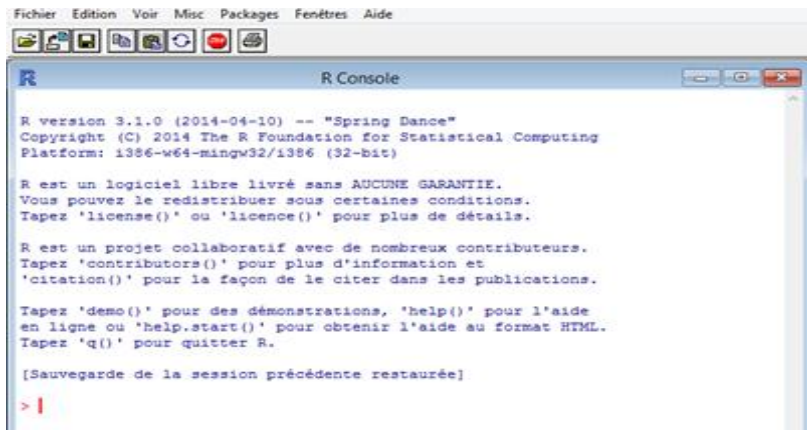 Fichier Edition Voir Misc Packages Fenêtres Aide
STOP
R R Console
R version 3.1.0 (2014-04-10) -- "Spring Dance"
Copyright (C) 2014 The R Foundation for Statistical Computing
Platform: i386-w64-mingw32/i386 (32-bit)
R est un logiciel libre livré sans AUCUNE GARANTIE.
Vous pouvez le redistribuer sous certaines conditions.
Tapez 'license()' ou 'licence()' pour plus de détails.
R est un projet collaboratif avec de nombreux contributeurs.
Tapez 'contributors()' pour plus d'information et
'citation()' pour la façon de le citer dans les publications.
Tapez 'demo()' pour des démonstrations, 'help()' pour l'aide
en ligne ou 'help.start()' pour obtenir l'aide au format HTML.
Tapez 'q()' pour quitter R.
[Sauvegarde de la session précédente restaurée]
>